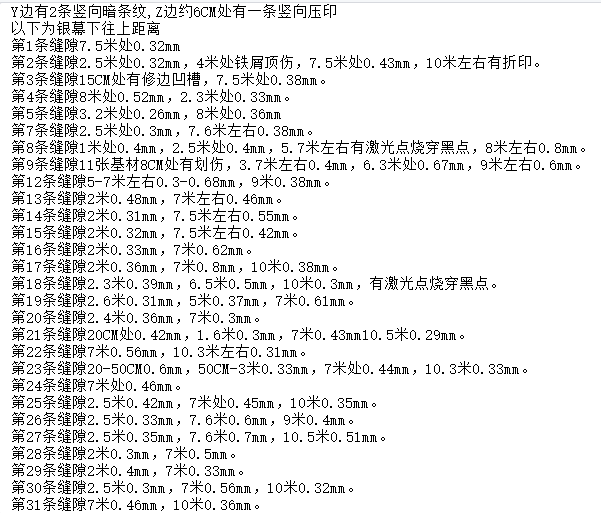 Y边有2条竖向暗条纹,Z边约6CM处有一条竖向压印
以下为银幕下往上距离
第1条缝隙7.5米处0.32mm
第2条缝隙2.5米处0.32mm，4米处铁屑顶伤，7.5米处0.43mm，10米左右有折印。
第3条缝隙15CM处有修边凹槽，7.5米处0.38mm。
第4条缝隙8米处0.52mm，2.3米处0.33mm。
第5条缝隙3.2米处0.26mm，8米处0.36mm
第7条缝隙2.5米处0.3mm，7.6米左右0.38mm。
第8条缝隙1米处0.4mm，2.5米处0.4mm，5.7米左右有激光点烧穿黑点，8米左右0.8mm。
第9条缝隙11张基材8CM处有划伤，3.7米左右0.4mm，6.3米处0.67mm，9米左右0.6mm。
第12条缝隙5-7米左右0.3-0.68mm，9米0.38mm。
第13条缝隙2米0.48mm，7米左右0.46mm。
第14条缝隙2米0.31mm，7.5米左右0.55mm。
第15条缝隙2米0.32mm，7.5米左右0.42mm。
第16条缝隙2米0.33mm，7米0.62mm。
第17条缝隙2米0.36mm，7米0.8mm，10米0.38mm。
第18条缝隙2.3米0.39mm，6.5米0.5mm，10米0.3mm，有激光点烧穿黑点。
第19条缝隙2.6米0.31mm，5米0.37mm，7米0.61mm。
第20条缝隙2.4米0.36mm，7米0.3mm。
第21条缝隙20CM处0.42mm，1.6米0.3mm，7米0.43mm10.5米0.29mm。
第22条缝隙7米0.56mm，10.3米左右0.31mm。
第23条缝隙20-50CM0.6mm，50CM-3米0.33mm，7米处0.44mm，10.3米0.33mm。
第24条缝隙7米处0.46mm。
第25条缝隙2.5米0.42mm，7米处0.45mm，10米0.35mm。
第26条缝隙2.5米0.33mm，7.6米0.6mm，9米0.4mm。
第27条缝隙2.5米0.35mm，7.6米0.7mm，10.5米0.51mm。
第28条缝隙2米0.3mm，7米0.5mm。
第29条缝隙2米0.4mm，7米0.33mm。
第30条缝隙2.5米0.3mm，7米0.56mm，10米0.32mm。
第31条缝隙7米0.46mm，10米0.36mm。